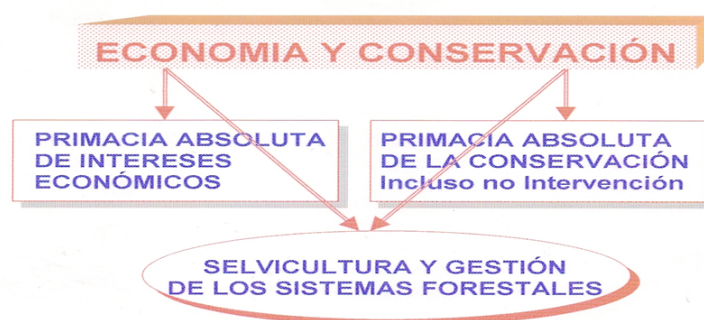 ECONOMIA Y CONSERVACIÓN
PRIMACIA ABSOLUTA
DE INTERESES
ECONÓMICOS
PRIMACIA ABSOLUTA
DE LA CONSERVACIÓN
Incluso no Intervención
SELVICULTURA Y GESTIÓN
DE LOS SISTEMAS FORESTALES